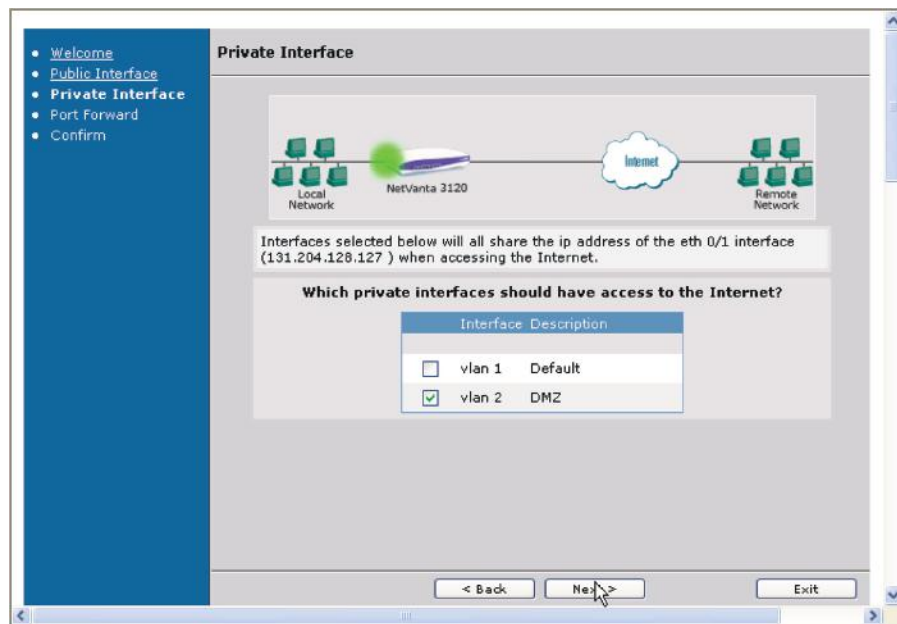 Welcome
Public Interface
Private Interface
Port Forward
Confirm
Private Interface
Local
Network
NetVanta 3120
Internet
Remote
Network
Interfaces selected below will all share the ip address of the eth 0/1 interface
(131.204.128.127 ) when accessing the Internet.
Which private interfaces should have access to the Internet?
Interface Description
vlan 1 Default
vlan 2 DMZ
< Back
Next >
Exit